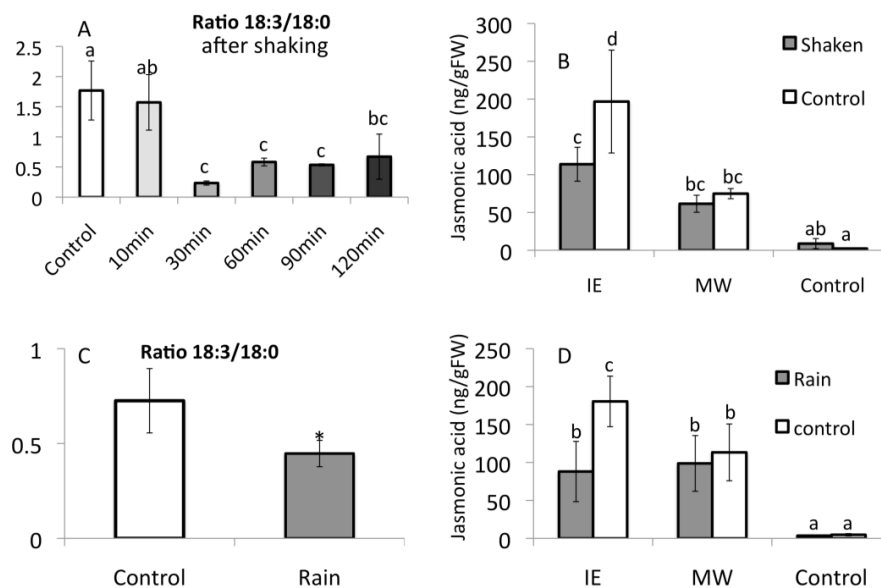 A
Ratio 18:3/18:0
after shaking
2.5
2
1.5
1
0.5
0
a
ab
c
c
c
bc
Control
10min
30min
60min
90min
120min
B
Jasmonic acid (ng/gFW)
300
250
200
150
100
50
0
c
d
bc
bc
ab
a
IE
MW
Control
Shaken
Control
C
Ratio 18:3/18:0
1
0.5
0
*
Control
Rain
D
Jasmonic acid (ng/gFW)
250
200
150
100
50
0
b
c
b
b
a
a
IE
MW
Control
Rain
control